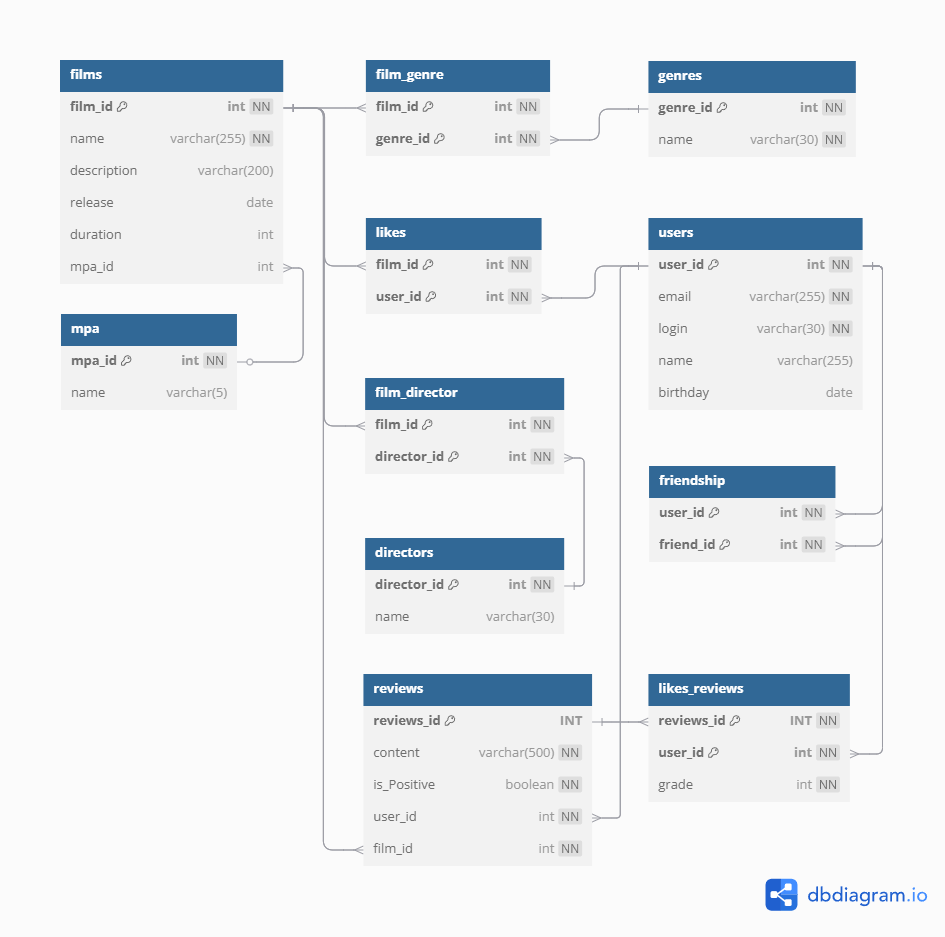 films
film_id int NN
name varchar(255) NN
description varchar(200)
release date
duration int
mpa_id int
mpa
mpa_id int NN
name varchar(5)
film_genre
film_id int NN
genre_id int NN
genres
genre_id int NN
name varchar(30) NN
likes
film_id int NN
user_id int NN
users
user_id int NN
email varchar(255) NN
login varchar(30) NN
name varchar(255)
birthday date
film_director
film_id int NN
director_id int NN
friendship
user_id int NN
friend_id int NN
directors
director_id int NN
name varchar(30)
reviews
reviews_id INT
content varchar(500) NN
is_Positive boolean NN
user_id int NN
film_id int NN
likes_reviews
reviews_id INT NN
user_id int NN
grade int NN
dbdiagram.io